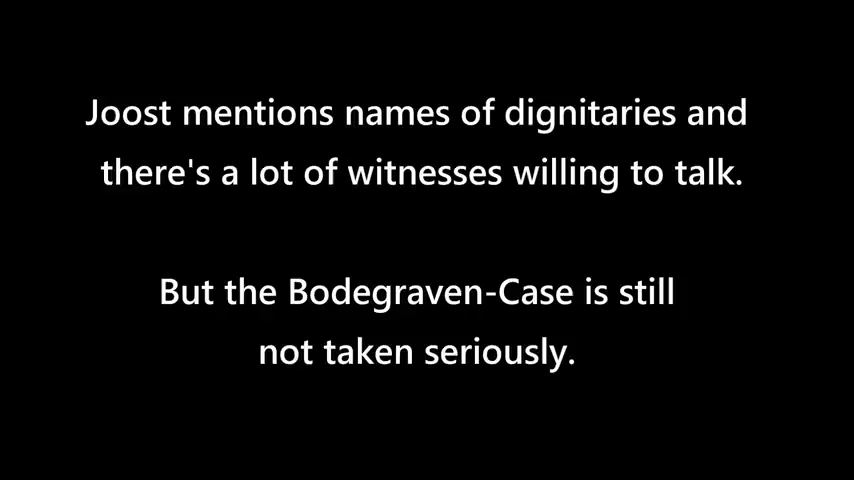 Joost mentions names of dignitaries and
there's a lot of witnesses willing to talk.
But the Bodegraven-Case is still
not taken seriously.